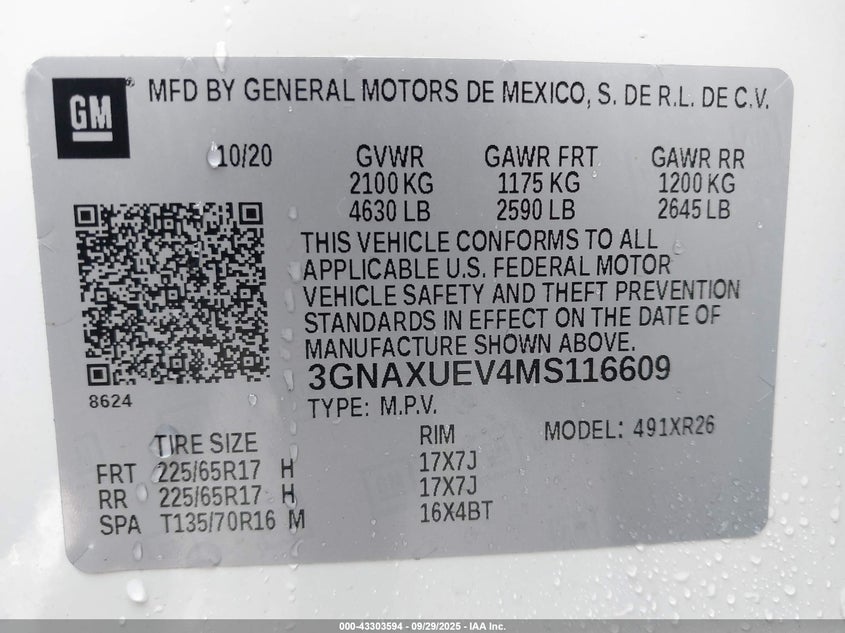 GM
MFD BY GENERAL MOTORS DE MEXICO, S. DE R.L. DE C.V.
10/20 GVWR GAWR FRT GAWR RR
2100 KG 1175 KG 1200 KG
4630 LB 2590 LB 2645 LB
THIS VEHICLE CONFORMS TO ALL
APPLICABLE U.S. FEDERAL MOTOR
VEHICLE SAFETY AND THEFT PREVENTION
STANDARDS IN EFFECT ON THE DATE OF
MANUFACTURE SHOWN ABOVE.
3GNAXUEV4MS116609
8624
TYPE: M.P.V.
MODEL: 491XR26
TIRE SIZE RIM
FRT 225/65R17 H 17X7J
RR 225/65R17 H 17X7J
SPA T135/70R16 M 16X4BT
000-43303594 - 09/29/2025 - IAA Inc.